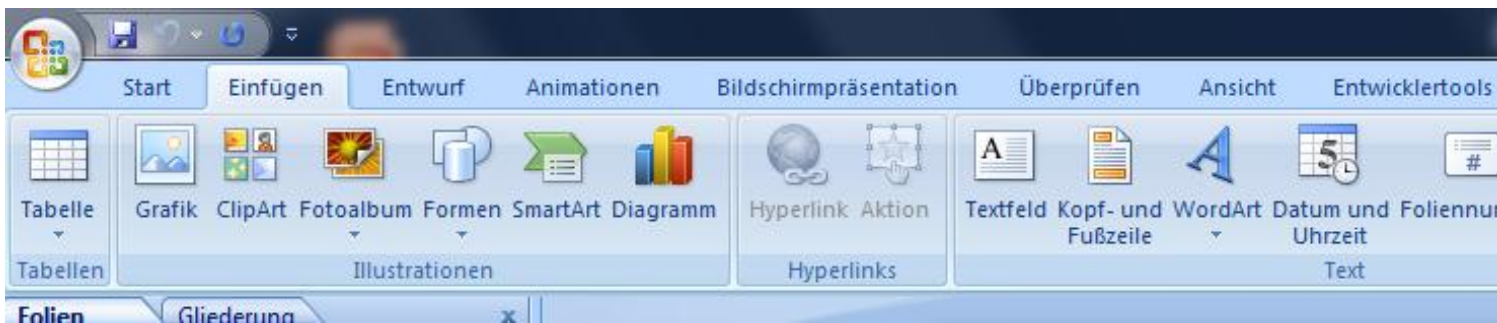 Start Einfügen Entwurf Animationen Bildschirmpräsentation Überprüfen Ansicht Entwicklertools
A 5 #
Tabelle Grafik ClipArt Fotoalbum Formen SmartArt Diagramm Hyperlink Aktion Textfeld Kopf- und WordArt Datum und
Fußzeile Uhrzeit
Tabellen Illustrationen Hyperlinks Text
Folien Gliederung x